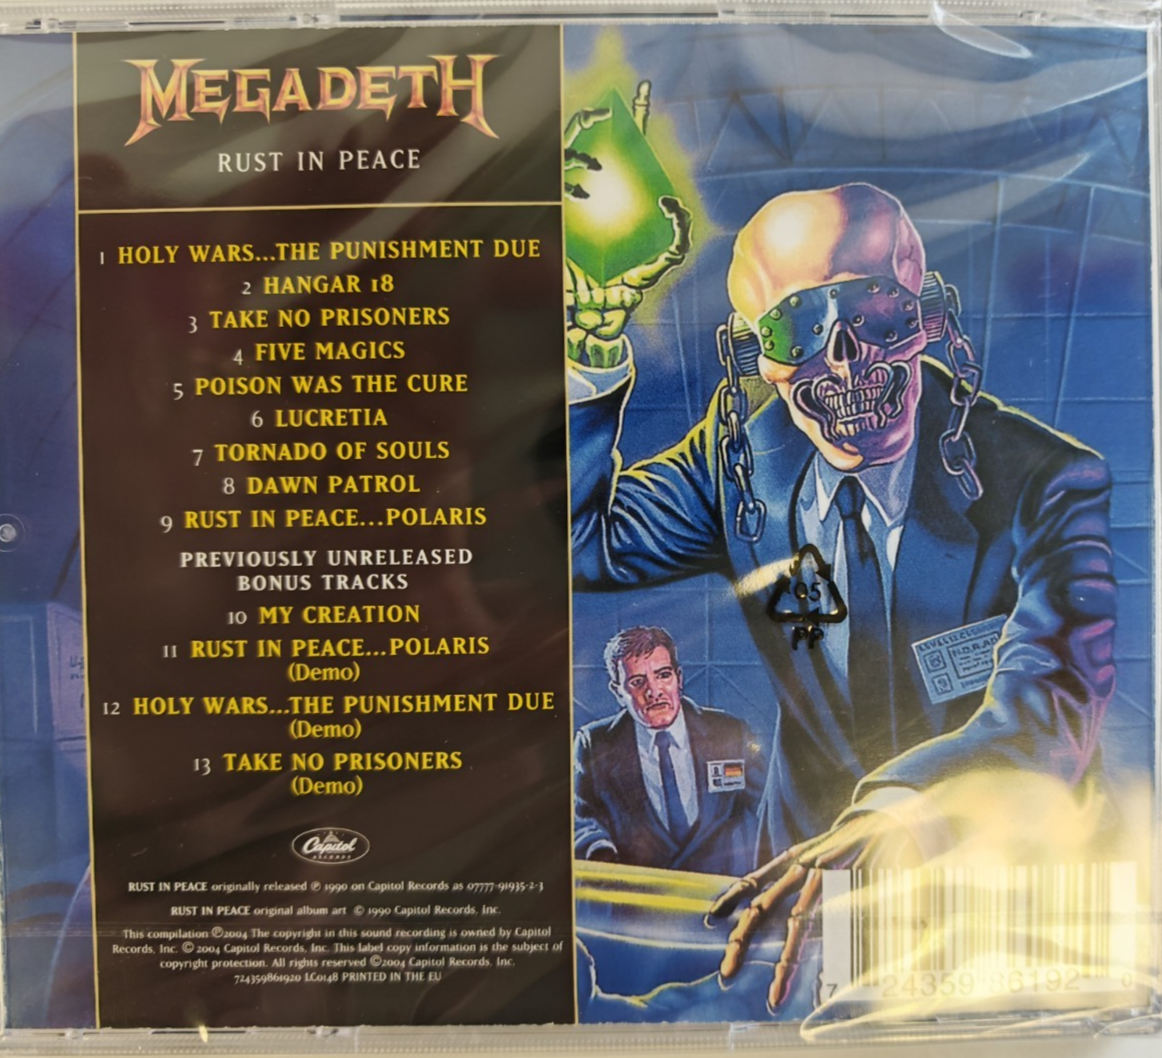 MEGADETH
RUST IN PEACE
1 HOLY WARS...THE PUNISHMENT DUE
2 HANGAR 18
3 TAKE NO PRISONERS
4 FIVE MAGICS
5 POISON WAS THE CURE
6 LUCRETIA
7 TORNADO OF SOULS
8 DAWN PATROL
9 RUST IN PEACE...POLARIS
PREVIOUSLY UNRELEASED
BONUS TRACKS
10 MY CREATION
11 RUST IN PEACE...POLARIS
(Demo)
12 HOLY WARS...THE PUNISHMENT DUE
(Demo)
13 TAKE NO PRISONERS
(Demo)
Capitol
RECORDS
RUST IN PEACE originally released ℗ 1990 on Capitol Records as 07777-91935-2-3
RUST IN PEACE original album art © 1990 Capitol Records, Inc.
This compilation ℗2004 The copyright in this sound recording is owned by Capitol
Records, Inc. © 2004 Capitol Records, Inc. This label copy information is the subject of
copyright protection. All rights reserved ©2004 Capitol Records, Inc.
724359861920 LC0148 PRINTED IN THE EU
05
PP
7 24359 86192 0